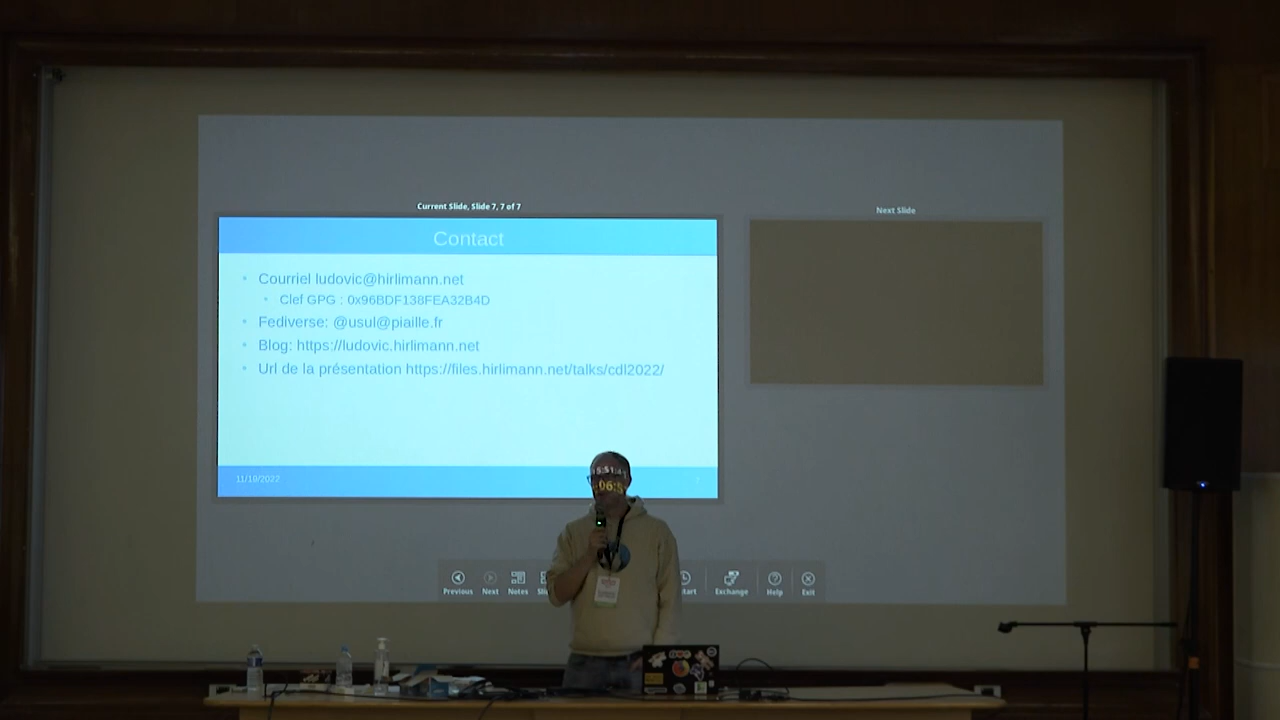 Current Slide, Slide 7, 7 of 7
Next Slide
Contact
Courriel ludovic@hirlimann.net
Clef GPG : 0x96BDF138FEA32B4D
Fediverse: @usul@piaille.fr
Blog: https://ludovic.hirlimann.net
Url de la présentation https://files.hirlimann.net/talks/cdl2022/
11/19/2022
Previous
Next
Notes
Exchange
Help
Exit